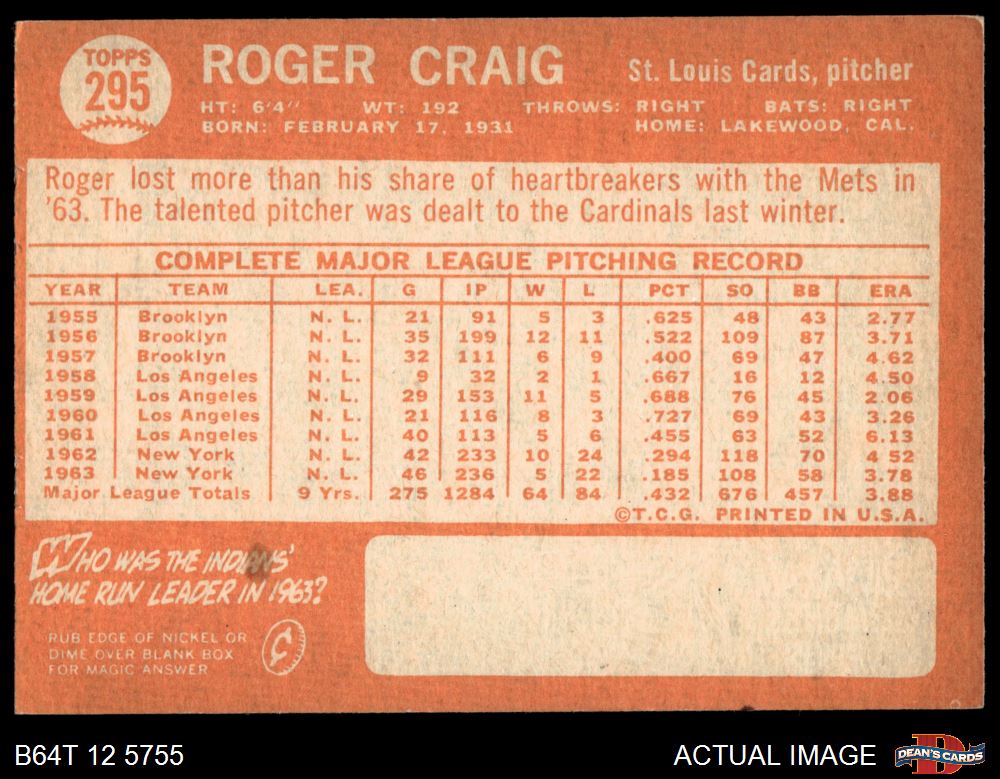 TOPPS
295
ROGER CRAIG
St. Louis Cards, pitcher
HT: 6'4" WT: 192 THROWS: RIGHT BATS: RIGHT
BORN: FEBRUARY 17, 1931 HOME: LAKEWOOD, CAL.
Roger lost more than his share of heartbreakers with the Mets in
'63. The talented pitcher was dealt to the Cardinals last winter.
COMPLETE MAJOR LEAGUE PITCHING RECORD
YEAR TEAM LEA. G IP W L PCT SO BB ERA
1955 Brooklyn N. L. 21 91 5 3 .625 48 43 2.77
1956 Brooklyn N. L. 35 199 12 11 .522 109 87 3.71
1957 Brooklyn N. L. 32 111 6 9 .400 69 47 4.62
1958 Los Angeles N. L. 9 32 2 1 .667 16 12 4.50
1959 Los Angeles N. L. 29 153 11 5 .688 76 45 2.06
1960 Los Angeles N. L. 21 116 8 3 .727 69 43 3.26
1961 Los Angeles N. L. 40 113 5 6 .455 63 52 6.13
1962 New York N. L. 42 233 10 24 .294 118 70 4.52
1963 New York N. L. 46 236 5 22 .185 108 58 3.78
Major League Totals 9 Yrs. 275 1284 64 84 .432 676 457 3.88
©T.C.G. PRINTED IN U.S.A.
WHO WAS THE INDIANS'
HOME RUN LEADER IN 1963?
RUB EDGE OF NICKEL OR
DIME OVER BLANK BOX
FOR MAGIC ANSWER
¢
B64T 12 5755
ACTUAL IMAGE
D
DEAN'S CARDS